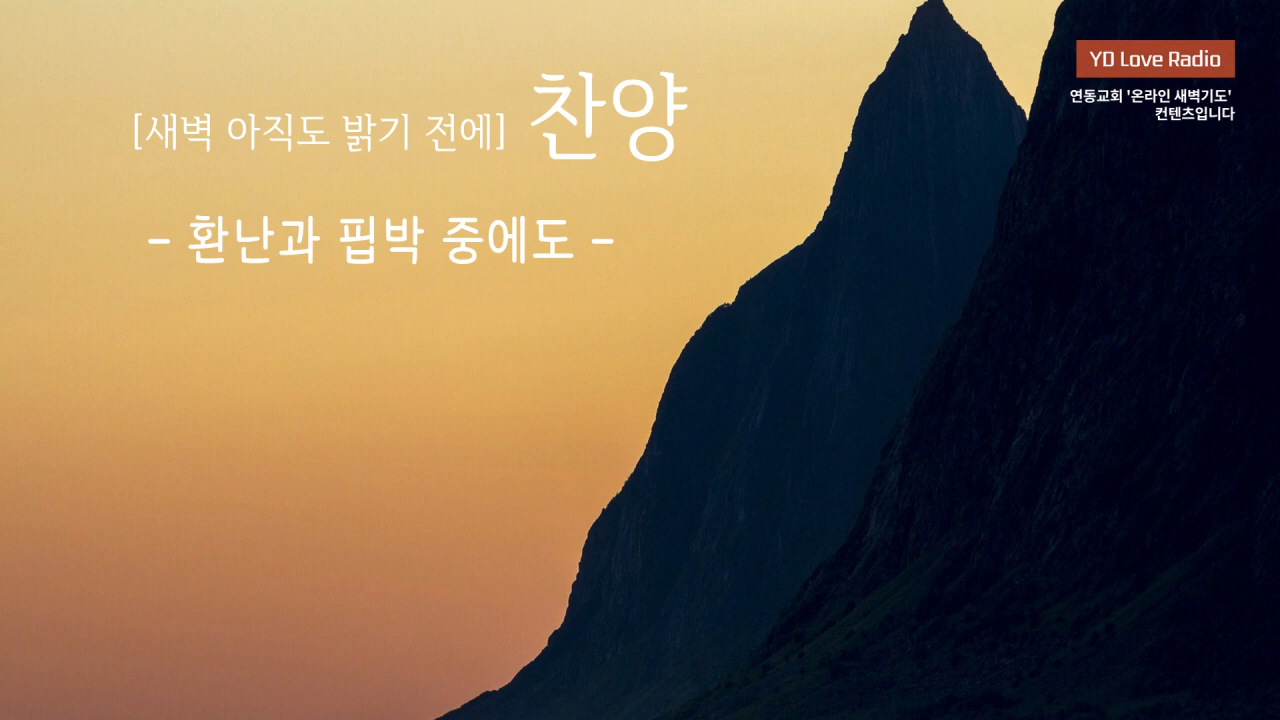 [새벽 아직도 밝기 전에] 찬양
- 환난과 핍박 중에도 -
YD Love Radio
연동교회 '온라인 새벽기도'
컨텐츠입니다